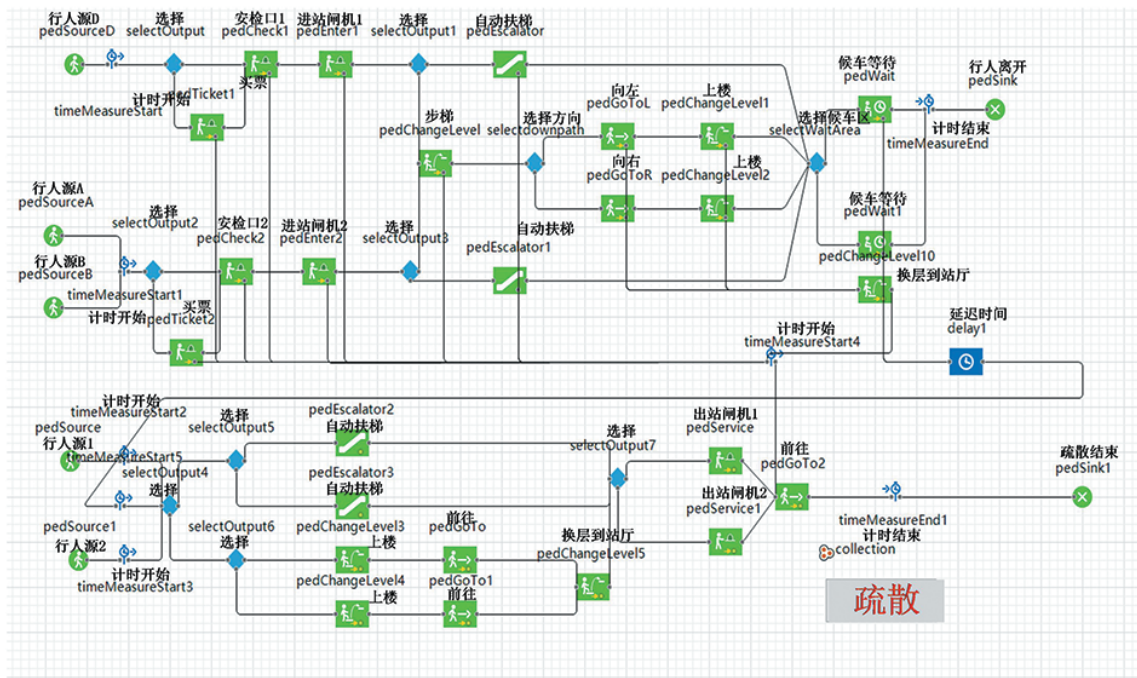 行人源D
pedSourceD
选择
selectOutput
安检口1
pedCheck1
进站闸机1
pedEnter1
选择
selectOutput1
自动扶梯
pedEscalator
计时开始
timeMeasureStart
买票
pedTicket1
步梯
pedChangeLevel
选择方向
selectdownpath
向左
pedGoToL
上楼
pedChangeLevel1
向右
pedGoToR
上楼
pedChangeLevel2
选择候车区
selectWaitArea
候车等待
pedWait
行人离开
pedSink
计时结束
timeMeasureEnd
候车等待
pedWait1
行人源A
pedSourceA
行人源B
pedSourceB
选择
selectOutput2
安检口2
pedCheck2
进站闸机2
pedEnter2
选择
selectOutput3
自动扶梯
pedEscalator1
timeMeasureStart1
计时开始
买票
pedTicket2
pedChangeLevel10
换层到站厅
计时开始
timeMeasureStart4
延迟时间
delay1
计时开始
timeMeasureStart2
pedSource
行人源1
timeMeasureStart5
selectOutput4
选择
选择
selectOutput5
pedEscalator2
自动扶梯
pedEscalator3
自动扶梯
pedSource1
行人源2
计时开始
timeMeasureStart3
selectOutput6
选择
pedChangeLevel3
上楼
pedGoTo
前往
pedChangeLevel4
上楼
pedGoTo1
前往
换层到站厅
pedChangeLevel5
选择
selectOutput7
出站闸机1
pedService
出站闸机2
pedService1
前往
pedGoTo2
timeMeasureEnd1
计时结束
collection
疏散结束
pedSink1
疏散